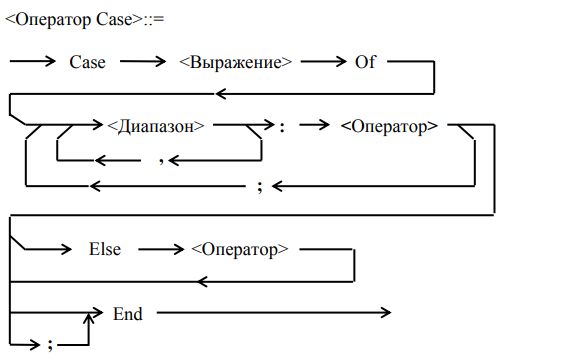 <Оператор Case>::=
Case <Выражение> Of
<Диапазон> : <Оператор>
,
;
Else <Оператор>
End
;